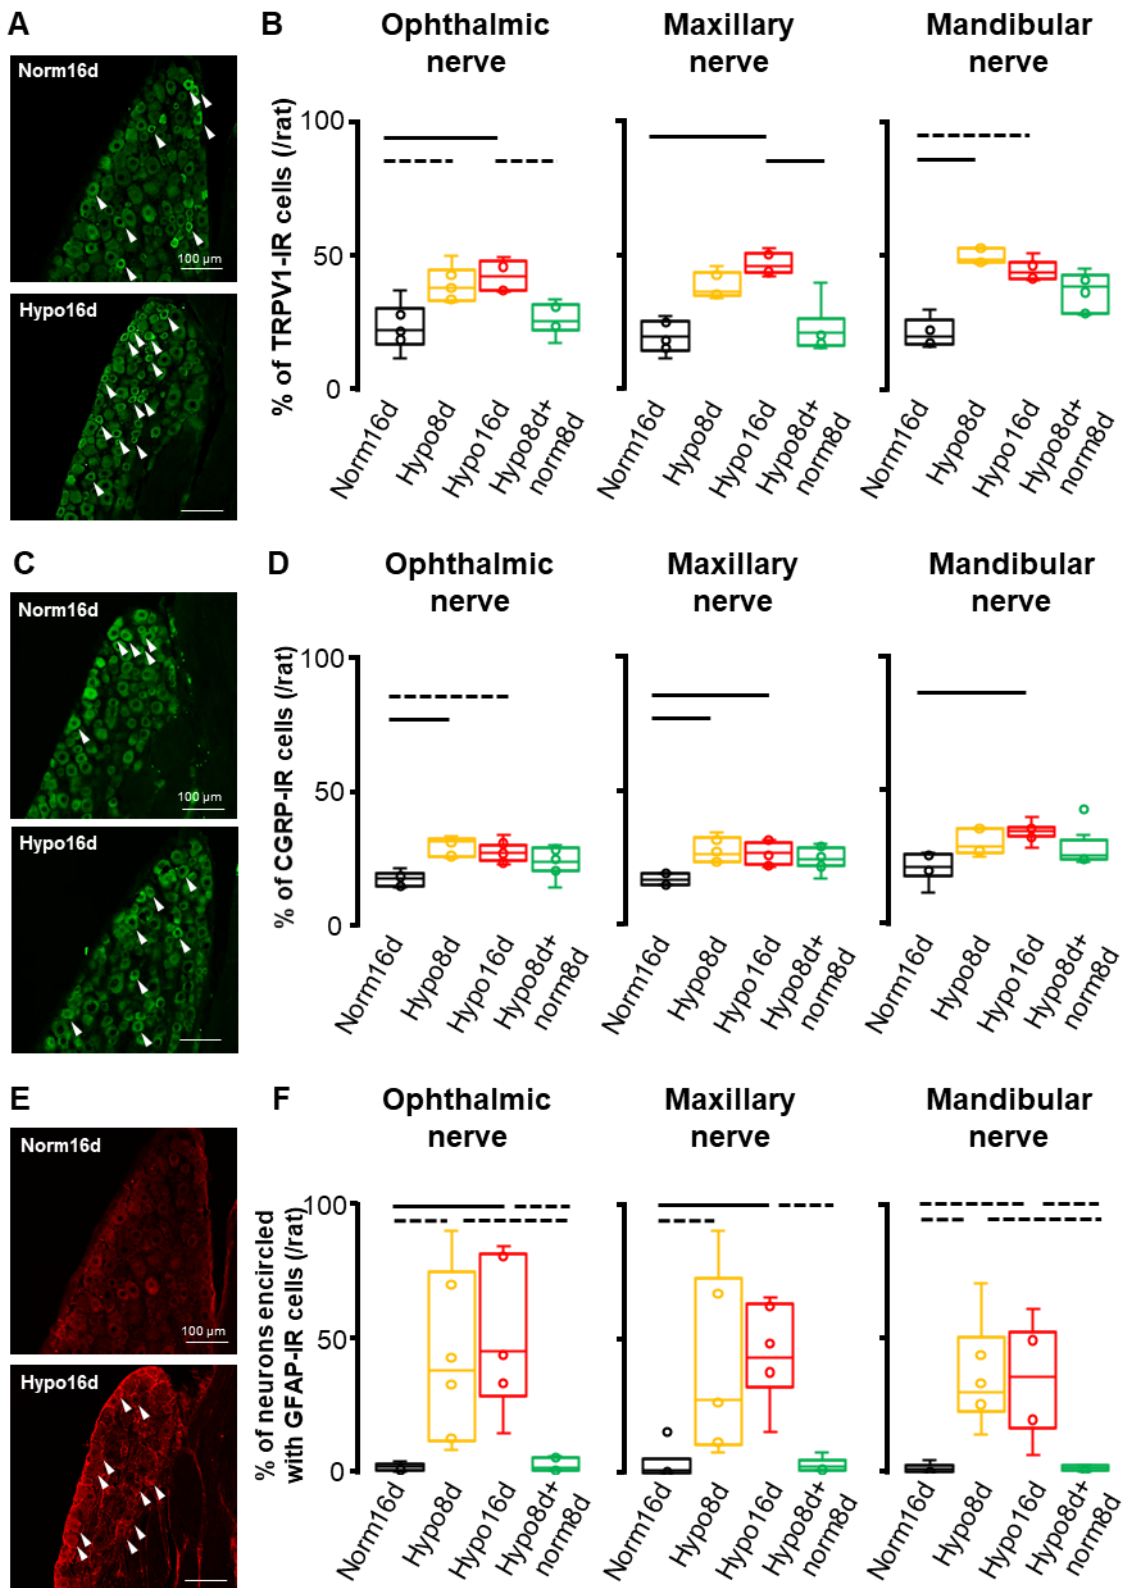 A
Norm16d
100 µm
Hypo16d
B
Ophthalmic
nerve
Maxillary
nerve
Mandibular
nerve
% of TRPV1-IR cells (/rat)
100
50
0
Norm16d
Hypo8d
Hypo16d
Hypo8d+
norm8d
Norm16d
Hypo8d
Hypo16d
Hypo8d+
norm8d
Norm16d
Hypo8d
Hypo16d
Hypo8d+
norm8d
C
Norm16d
100 µm
Hypo16d
D
Ophthalmic
nerve
Maxillary
nerve
Mandibular
nerve
% of CGRP-IR cells (/rat)
100
50
0
Norm16d
Hypo8d
Hypo16d
Hypo8d+
norm8d
Norm16d
Hypo8d
Hypo16d
Hypo8d+
norm8d
Norm16d
Hypo8d
Hypo16d
Hypo8d+
norm8d
E
Norm16d
100 µm
Hypo16d
F
Ophthalmic
nerve
Maxillary
nerve
Mandibular
nerve
% of neurons encircled
with GFAP-IR cells (/rat)
100
50
0
Norm16d
Hypo8d
Hypo16d
Hypo8d+
norm8d
Norm16d
Hypo8d
Hypo16d
Hypo8d+
norm8d
Norm16d
Hypo8d
Hypo16d
Hypo8d+
norm8d